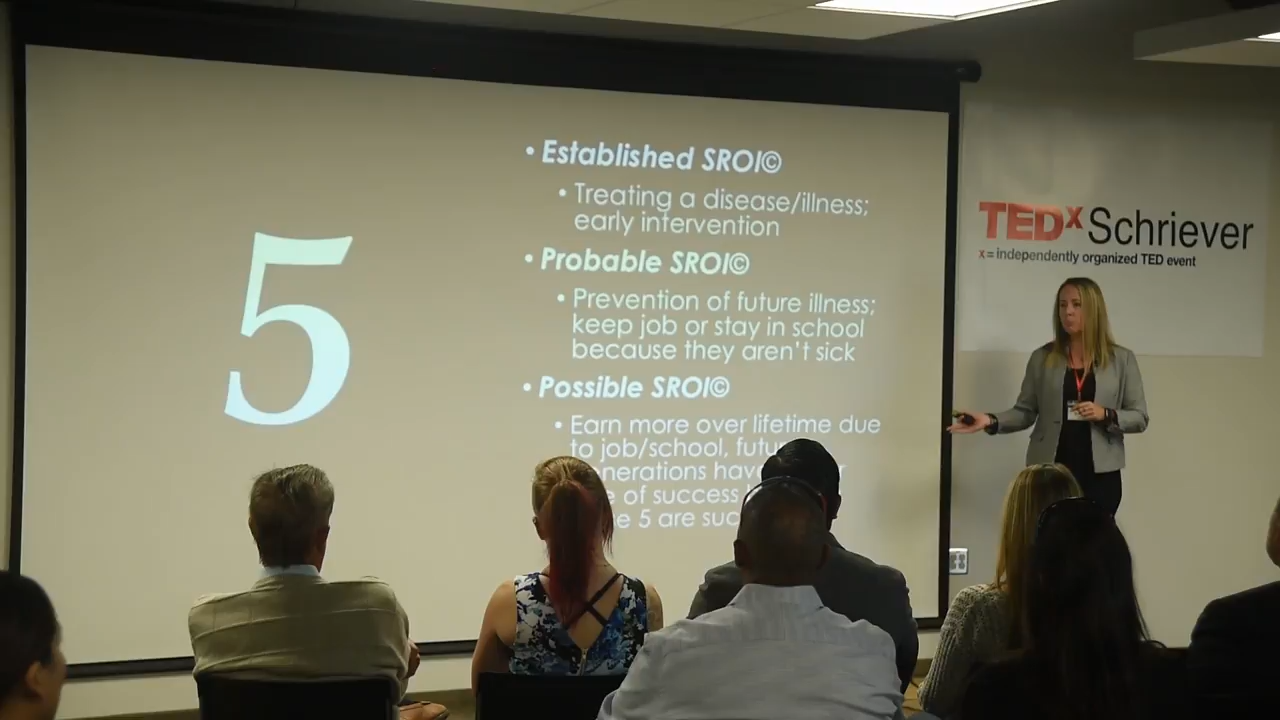 5
• Established SROI©
• Treating a disease/illness;
early intervention
• Probable SROI©
• Prevention of future illness;
keep job or stay in school
because they aren't sick
• Possible SROI©
• Earn more over lifetime due
to job/school,
of success
5 are
TEDx Schriever
x = independently organized TED event